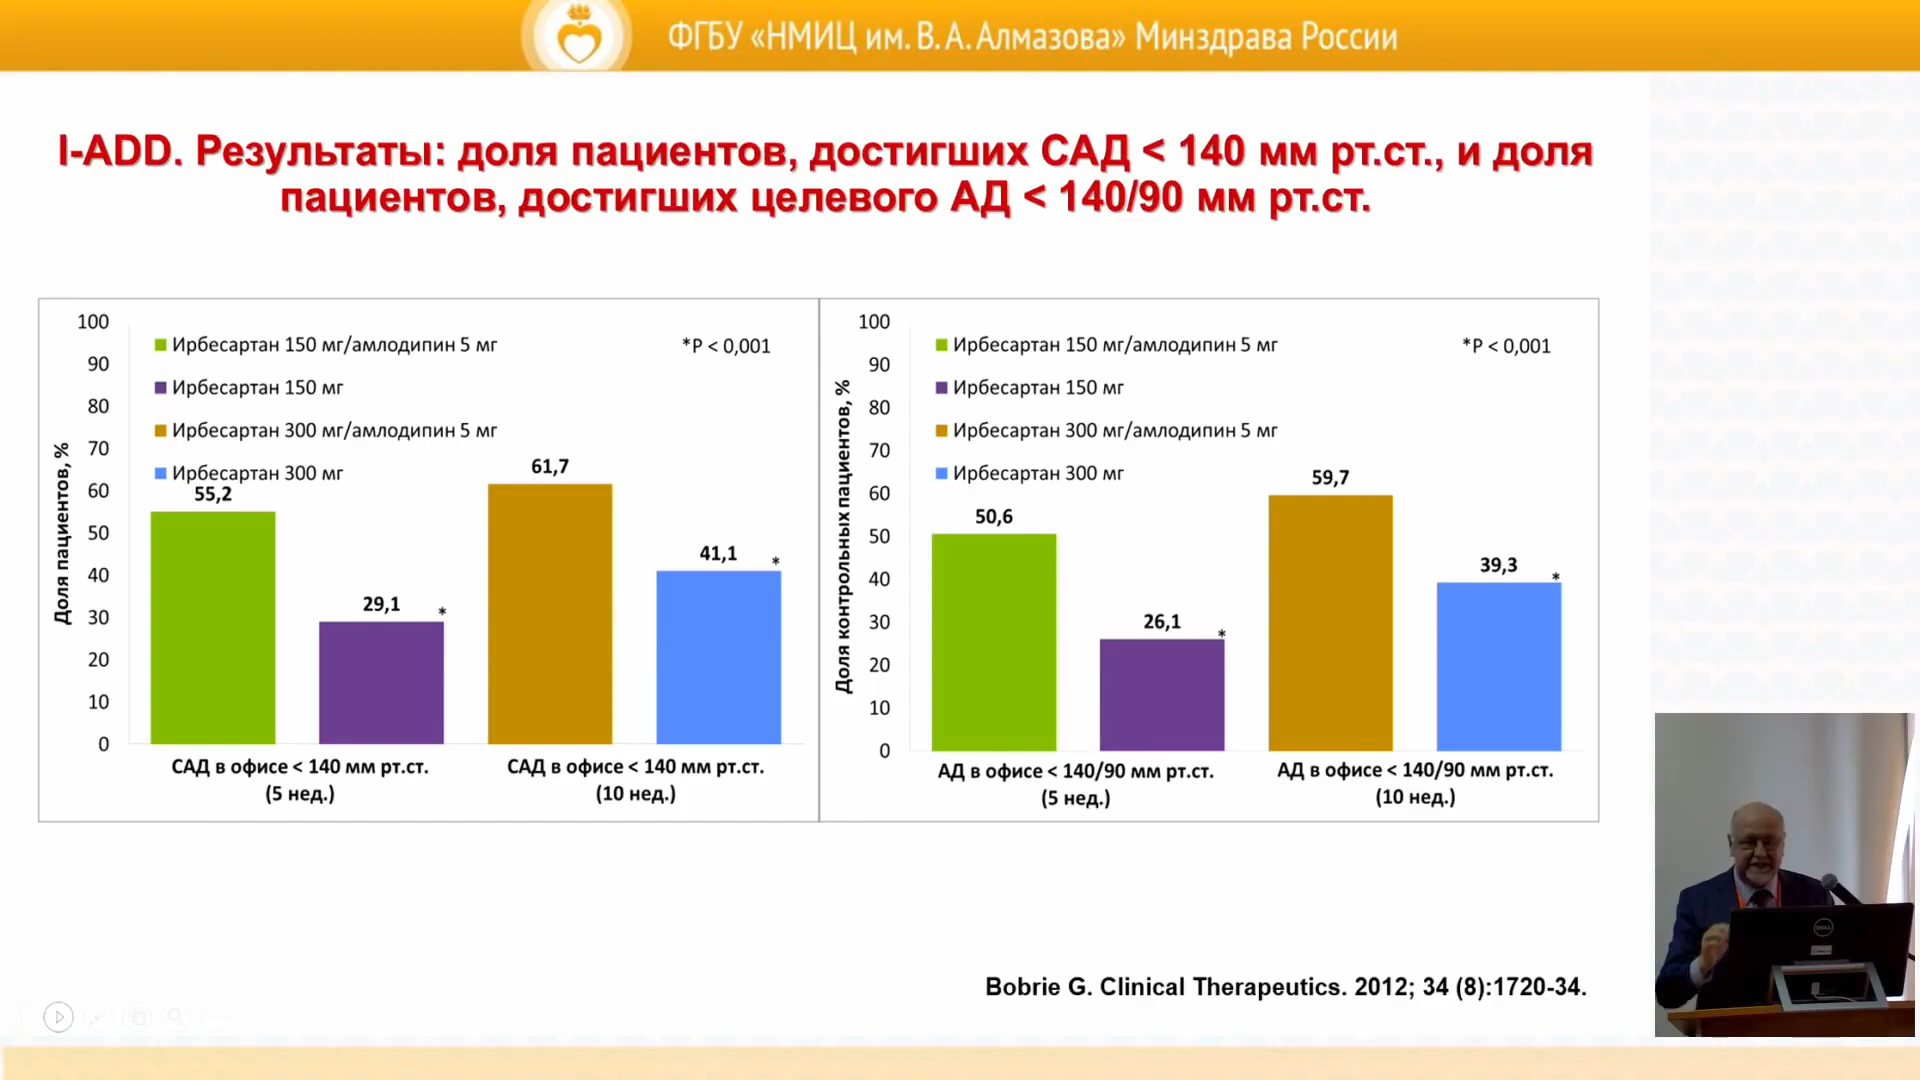 ФГБУ «НМИЦ им. В. А. Алмазова» Минздрава России
I-ADD. Результаты: доля пациентов, достигших САД < 140 мм рт.ст., и доля
пациентов, достигших целевого АД < 140/90 мм рт.ст.
Доля пациентов, %
100
90
80
70
60
50
40
30
20
10
0
Ирбесартан 150 мг/амлодипин 5 мг
Ирбесартан 150 мг
Ирбесартан 300 мг/амлодипин 5 мг
Ирбесартан 300 мг
*P < 0,001
55,2
29,1
*
61,7
41,1
*
САД в офисе < 140 мм рт.ст.
(5 нед.)
САД в офисе < 140 мм рт.ст.
(10 нед.)
Доля контрольных пациентов, %
100
90
80
70
60
50
40
30
20
10
0
Ирбесартан 150 мг/амлодипин 5 мг
Ирбесартан 150 мг
Ирбесартан 300 мг/амлодипин 5 мг
Ирбесартан 300 мг
*P < 0,001
50,6
26,1
*
59,7
39,3
*
АД в офисе < 140/90 мм рт.ст.
(5 нед.)
АД в офисе < 140/90 мм рт.ст.
(10 нед.)
Bobrie G. Clinical Therapeutics. 2012; 34 (8):1720-34.
DELL